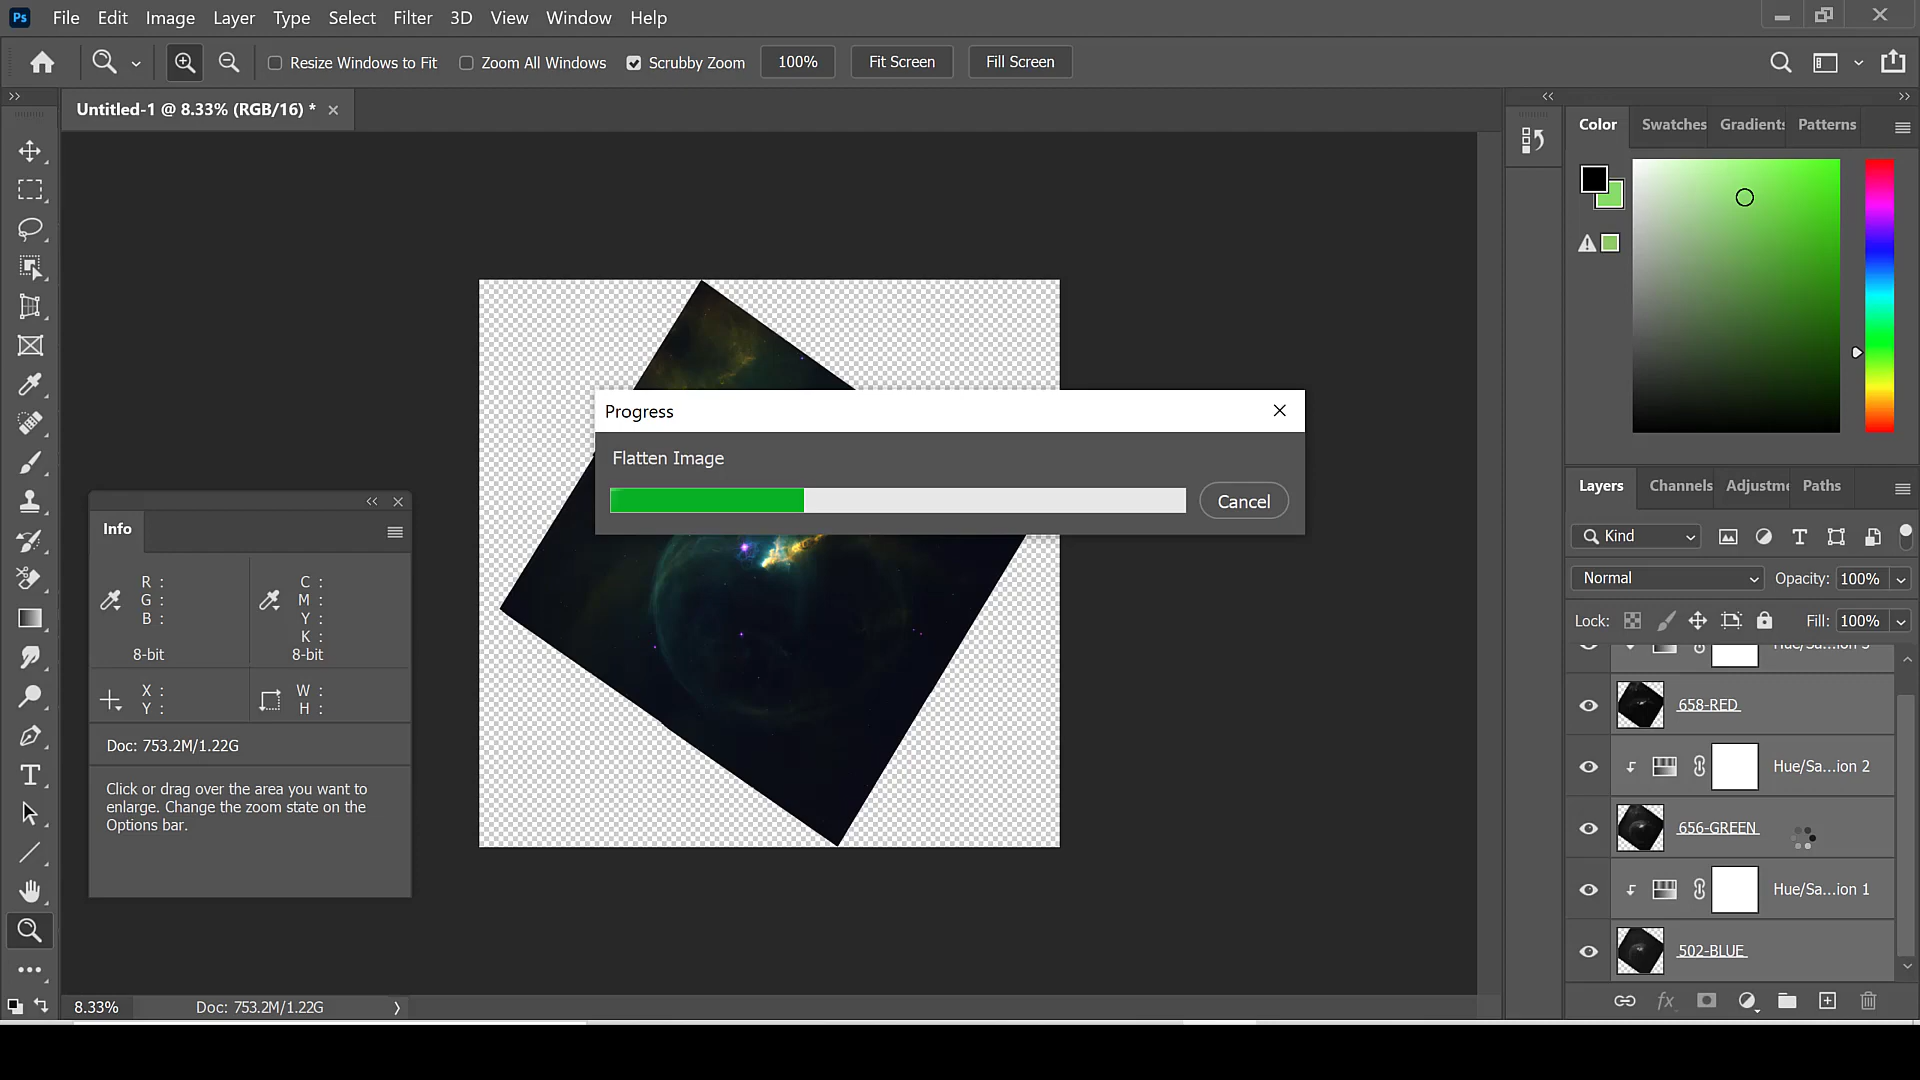 Ps File Edit Image Layer Type Select Filter 3D View Window Help
Resize Windows to Fit Zoom All Windows Scrubby Zoom 100% Fit Screen Fill Screen
Untitled-1 @ 8.33% (RGB/16) *
Color Swatches Gradients Patterns
Progress
Flatten Image
Cancel
Info
R :
G :
B :
8-bit
C :
M :
Y :
K :
8-bit
X :
Y :
W :
H :
Doc: 753.2M/1.22G
Click or drag over the area you want to
enlarge. Change the zoom state on the
Options bar.
Layers Channels Adjustme Paths
Kind
Normal Opacity: 100%
Lock: Fill: 100%
658-RED
Hue/Sa...ion 2
656-GREEN
Hue/Sa...ion 1
502-BLUE
fx
8.33% Doc: 753.2M/1.22G